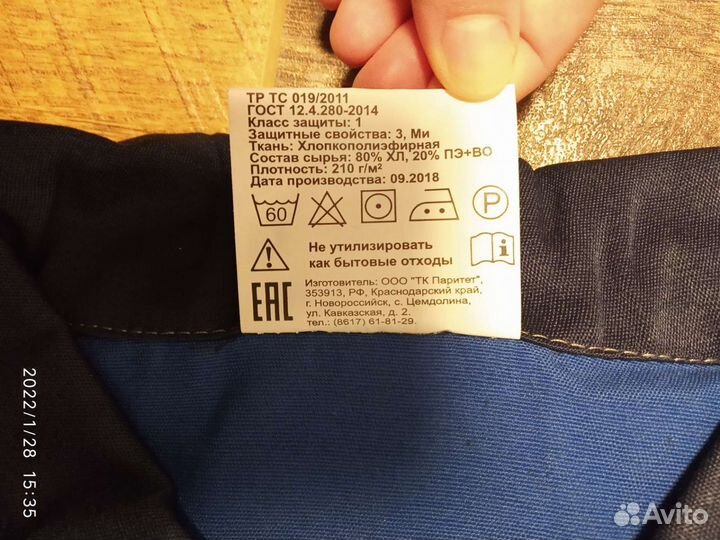 ТР ТС 019/2011
ГОСТ 12.4.280-2014
Класс защиты: 1
Защитные свойства: З, Ми
Ткань: Хлопкополиэфирная
Состав сырья: 80% ХЛ, 20% ПЭ+ВО
Плотность: 210 г/м²
Дата производства: 09.2018
60
P
Не утилизировать
как бытовые отходы
i
EAC
Изготовитель: ООО "ТК Паритет",
353913, РФ, Краснодарский край,
г. Новороссийск, с. Цемдолина,
ул. Кавказская, д. 2.
тел.: (8617) 61-81-29.
2022/1/28 15:35
Avito